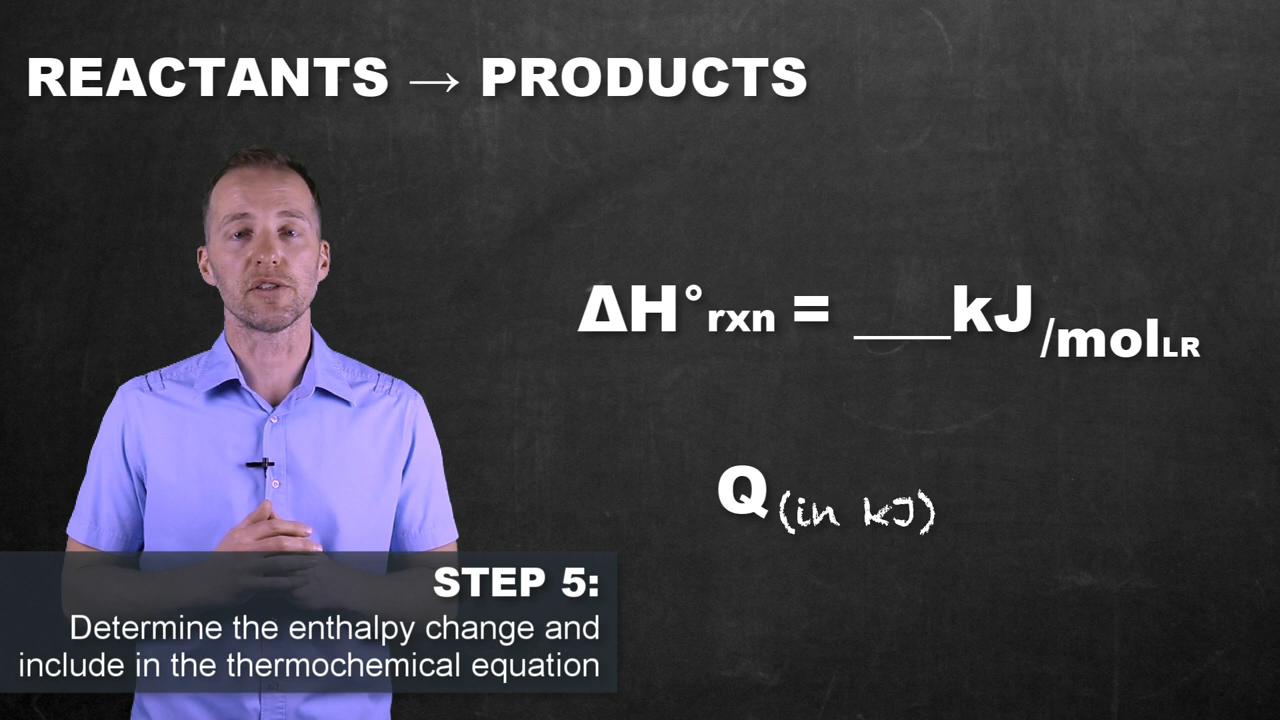 REACTANTS → PRODUCTS
ΔH°rxn = ___kJ/molLR
Q(in kJ)
STEP 5:
Determine the enthalpy change and
include in the thermochemical equation